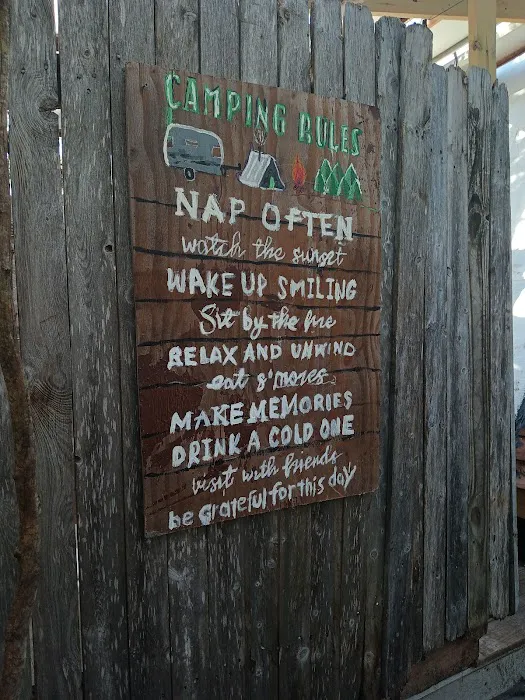 CAMPING RULES
NAP OFTEN
watch the sunset
WAKE UP SMILING
Sit by the fire
RELAX AND UNWIND
eat s'mores
MAKE MEMORIES
DRINK A COLD ONE
visit with friends
be Grateful for this day